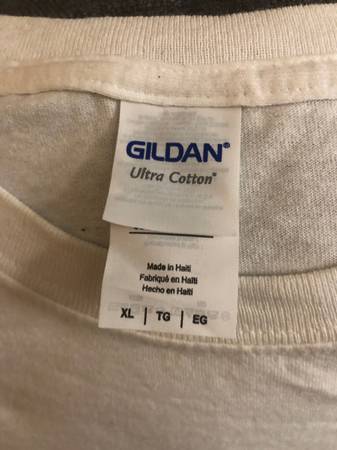 GILDAN®
Ultra Cotton®
Made in Haiti
Fabriqué en Haïti
Hecho en Haití
XL | TG | EG